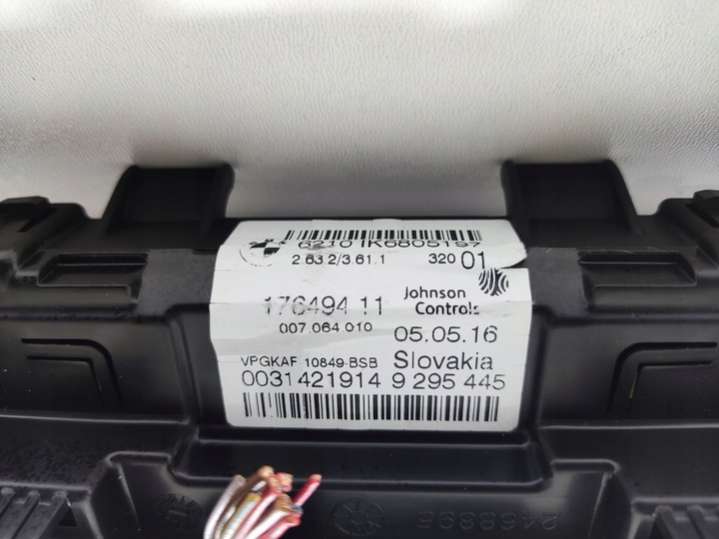 62101K6805197
2.63.2/3.61.1 320 01
176494 11 Johnson Controls
007.064 010 05.05.16
VPGKAF-10849-BSB Slovakia
0031421914 9 295 445